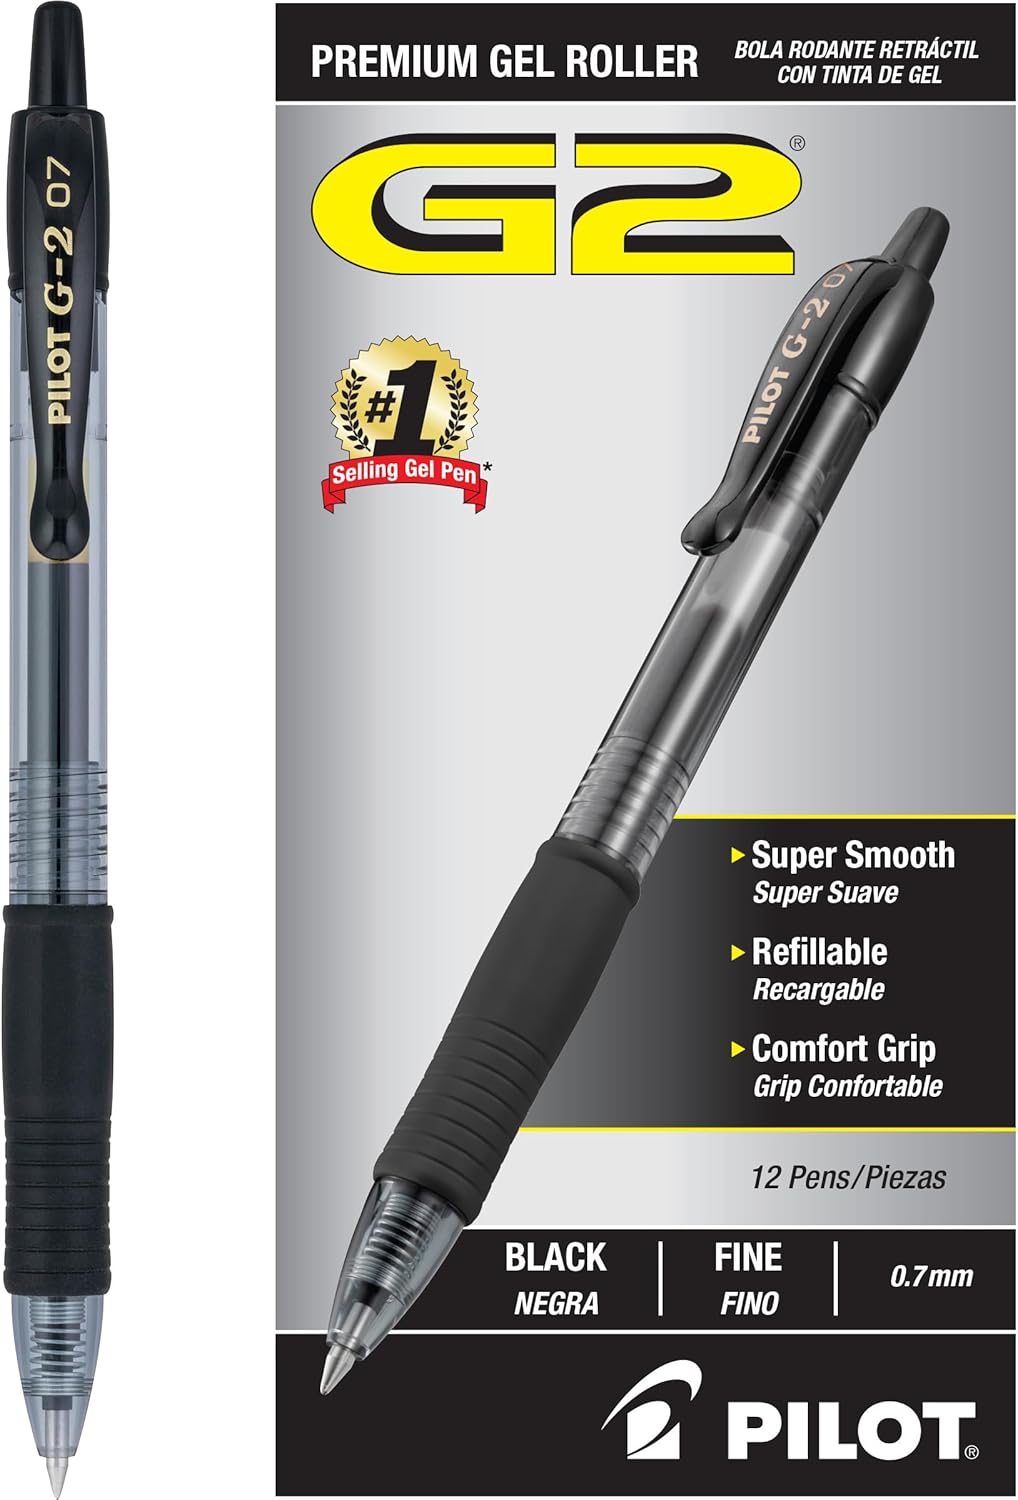 PILOT G-2 07
PREMIUM GEL ROLLER
BOLA RODANTE RETRÁCTIL
CON TINTA DE GEL
G2®
#1
Selling Gel Pen*
PILOT G-2 07
Super Smooth
Super Suave
Refillable
Recargable
Comfort Grip
Grip Confortable
12 Pens/Piezas
BLACK
NEGRA
FINE
FINO
0.7mm
PILOT®